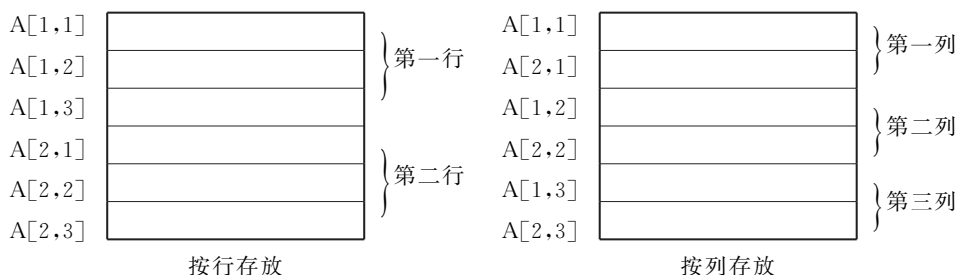 A[1,1]
A[1,2]
A[1,3]
A[2,1]
A[2,2]
A[2,3]
第一行
第二行
按行存放
A[1,1]
A[2,1]
A[1,2]
A[2,2]
A[1,3]
A[2,3]
第一列
第二列
第三列
按列存放